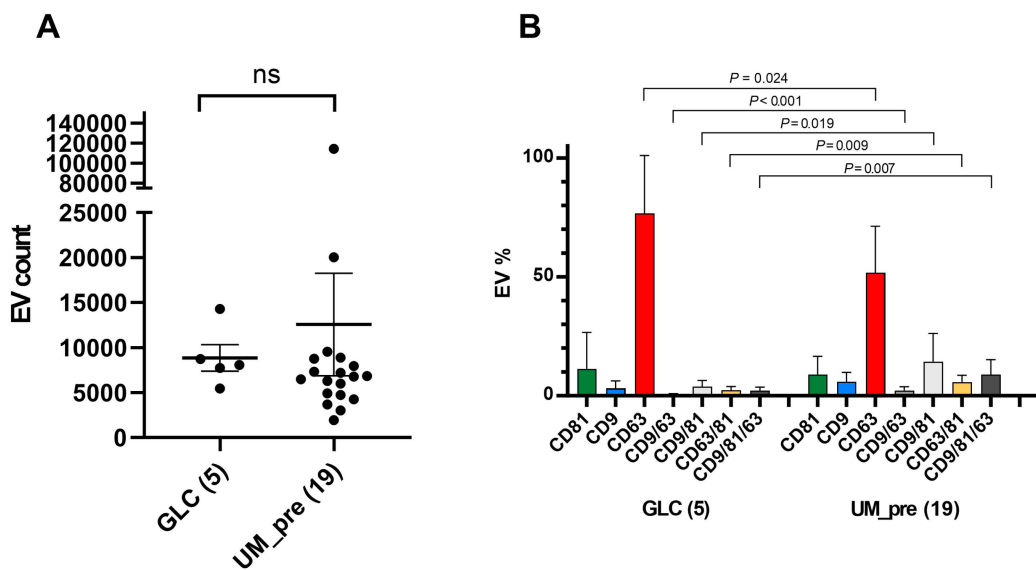 A
ns
140000
120000
100000
80000
25000
20000
15000
10000
5000
0
EV count
GLC (5)
UM_pre (19)
B
P = 0.024
P< 0.001
P= 0.019
P= 0.009
P= 0.007
100
50
0
EV %
CD81
CD9
CD63
CD9/63
CD9/81
CD63/81
CD9/81/63
CD81
CD9
CD63
CD9/63
CD9/81
CD63/81
CD9/81/63
GLC (5)
UM_pre (19)